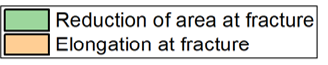 Reduction of area at fracture
Elongation at fracture